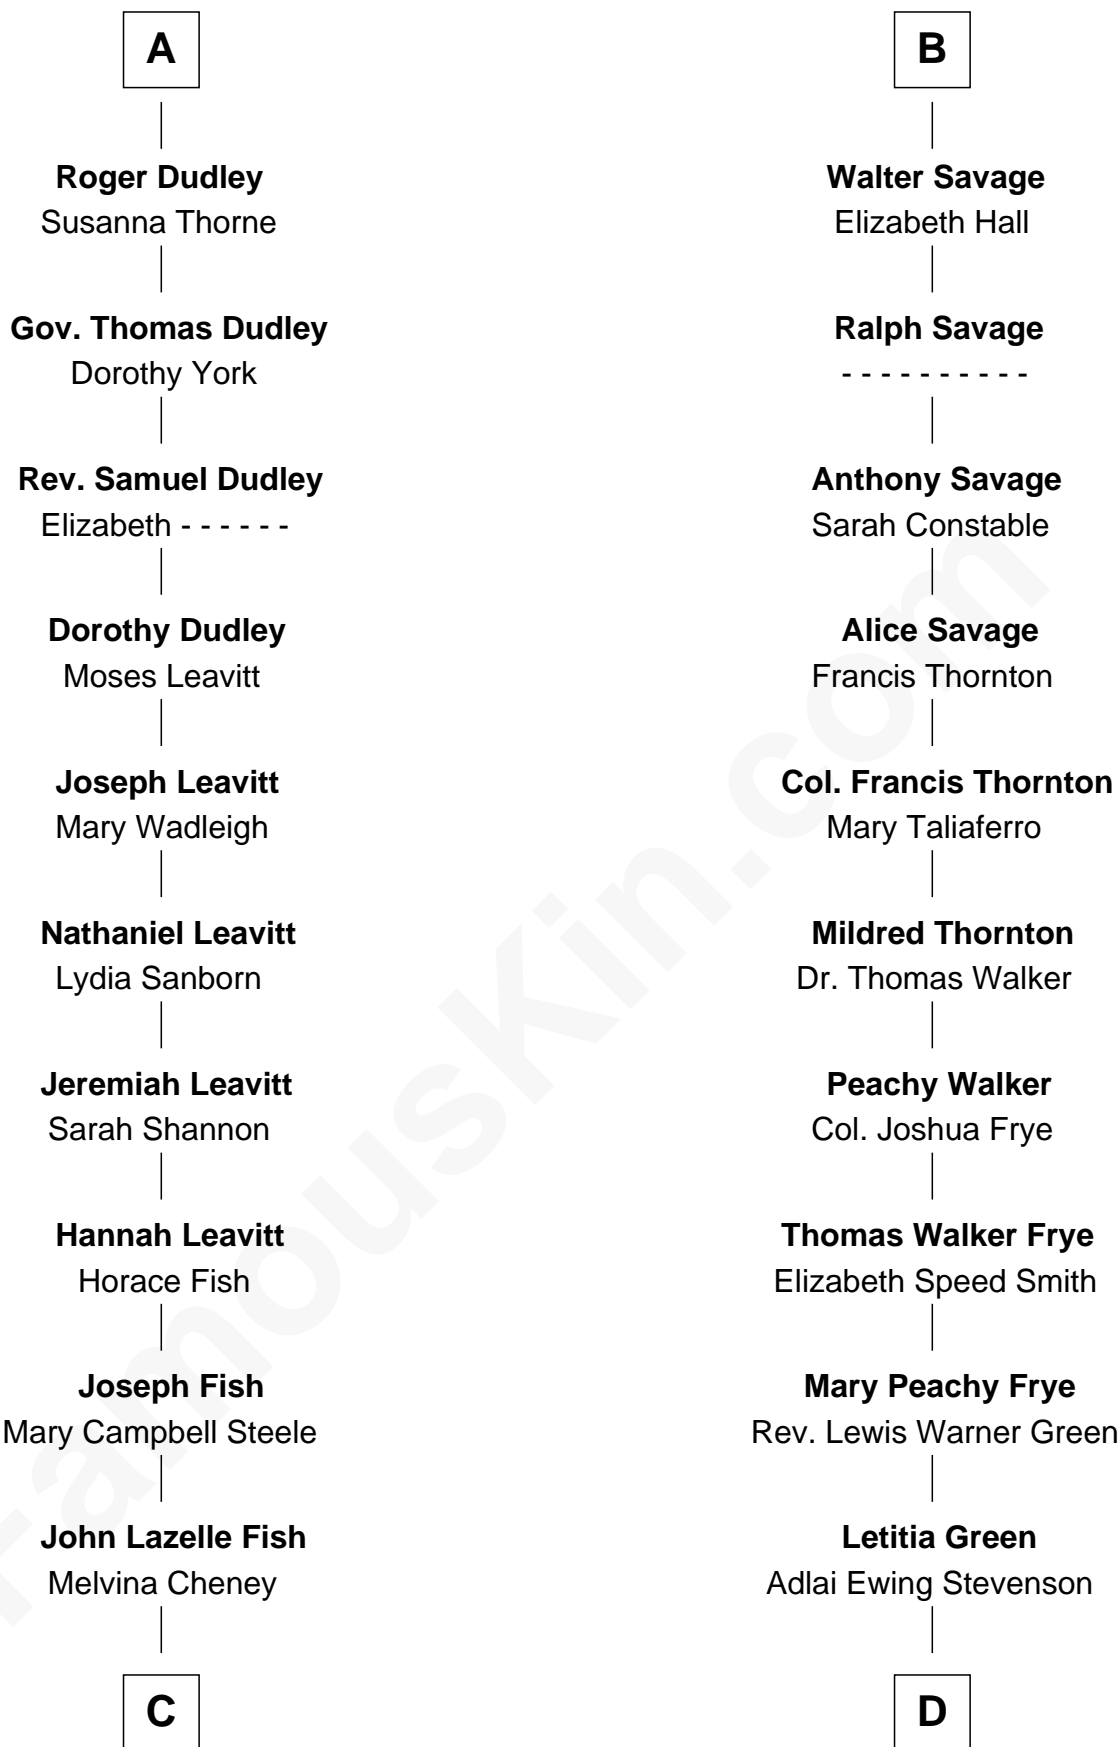 A
Roger Dudley
Susanna Thorne
Gov. Thomas Dudley
Dorothy York
Rev. Samuel Dudley
Elizabeth - - - - - -
Dorothy Dudley
Moses Leavitt
Joseph Leavitt
Mary Wadleigh
Nathaniel Leavitt
Lydia Sanborn
Jeremiah Leavitt
Sarah Shannon
Hannah Leavitt
Horace Fish
Joseph Fish
Mary Campbell Steele
John Lazelle Fish
Melvina Cheney
C
B
Walter Savage
Elizabeth Hall
Ralph Savage
- - - - - - - - - -
Anthony Savage
Sarah Constable
Alice Savage
Francis Thornton
Col. Francis Thornton
Mary Taliaferro
Mildred Thornton
Dr. Thomas Walker
Peachy Walker
Col. Joshua Frye
Thomas Walker Frye
Elizabeth Speed Smith
Mary Peachy Frye
Rev. Lewis Warner Green
Letitia Green
Adlai Ewing Stevenson
D
FamousKin.com